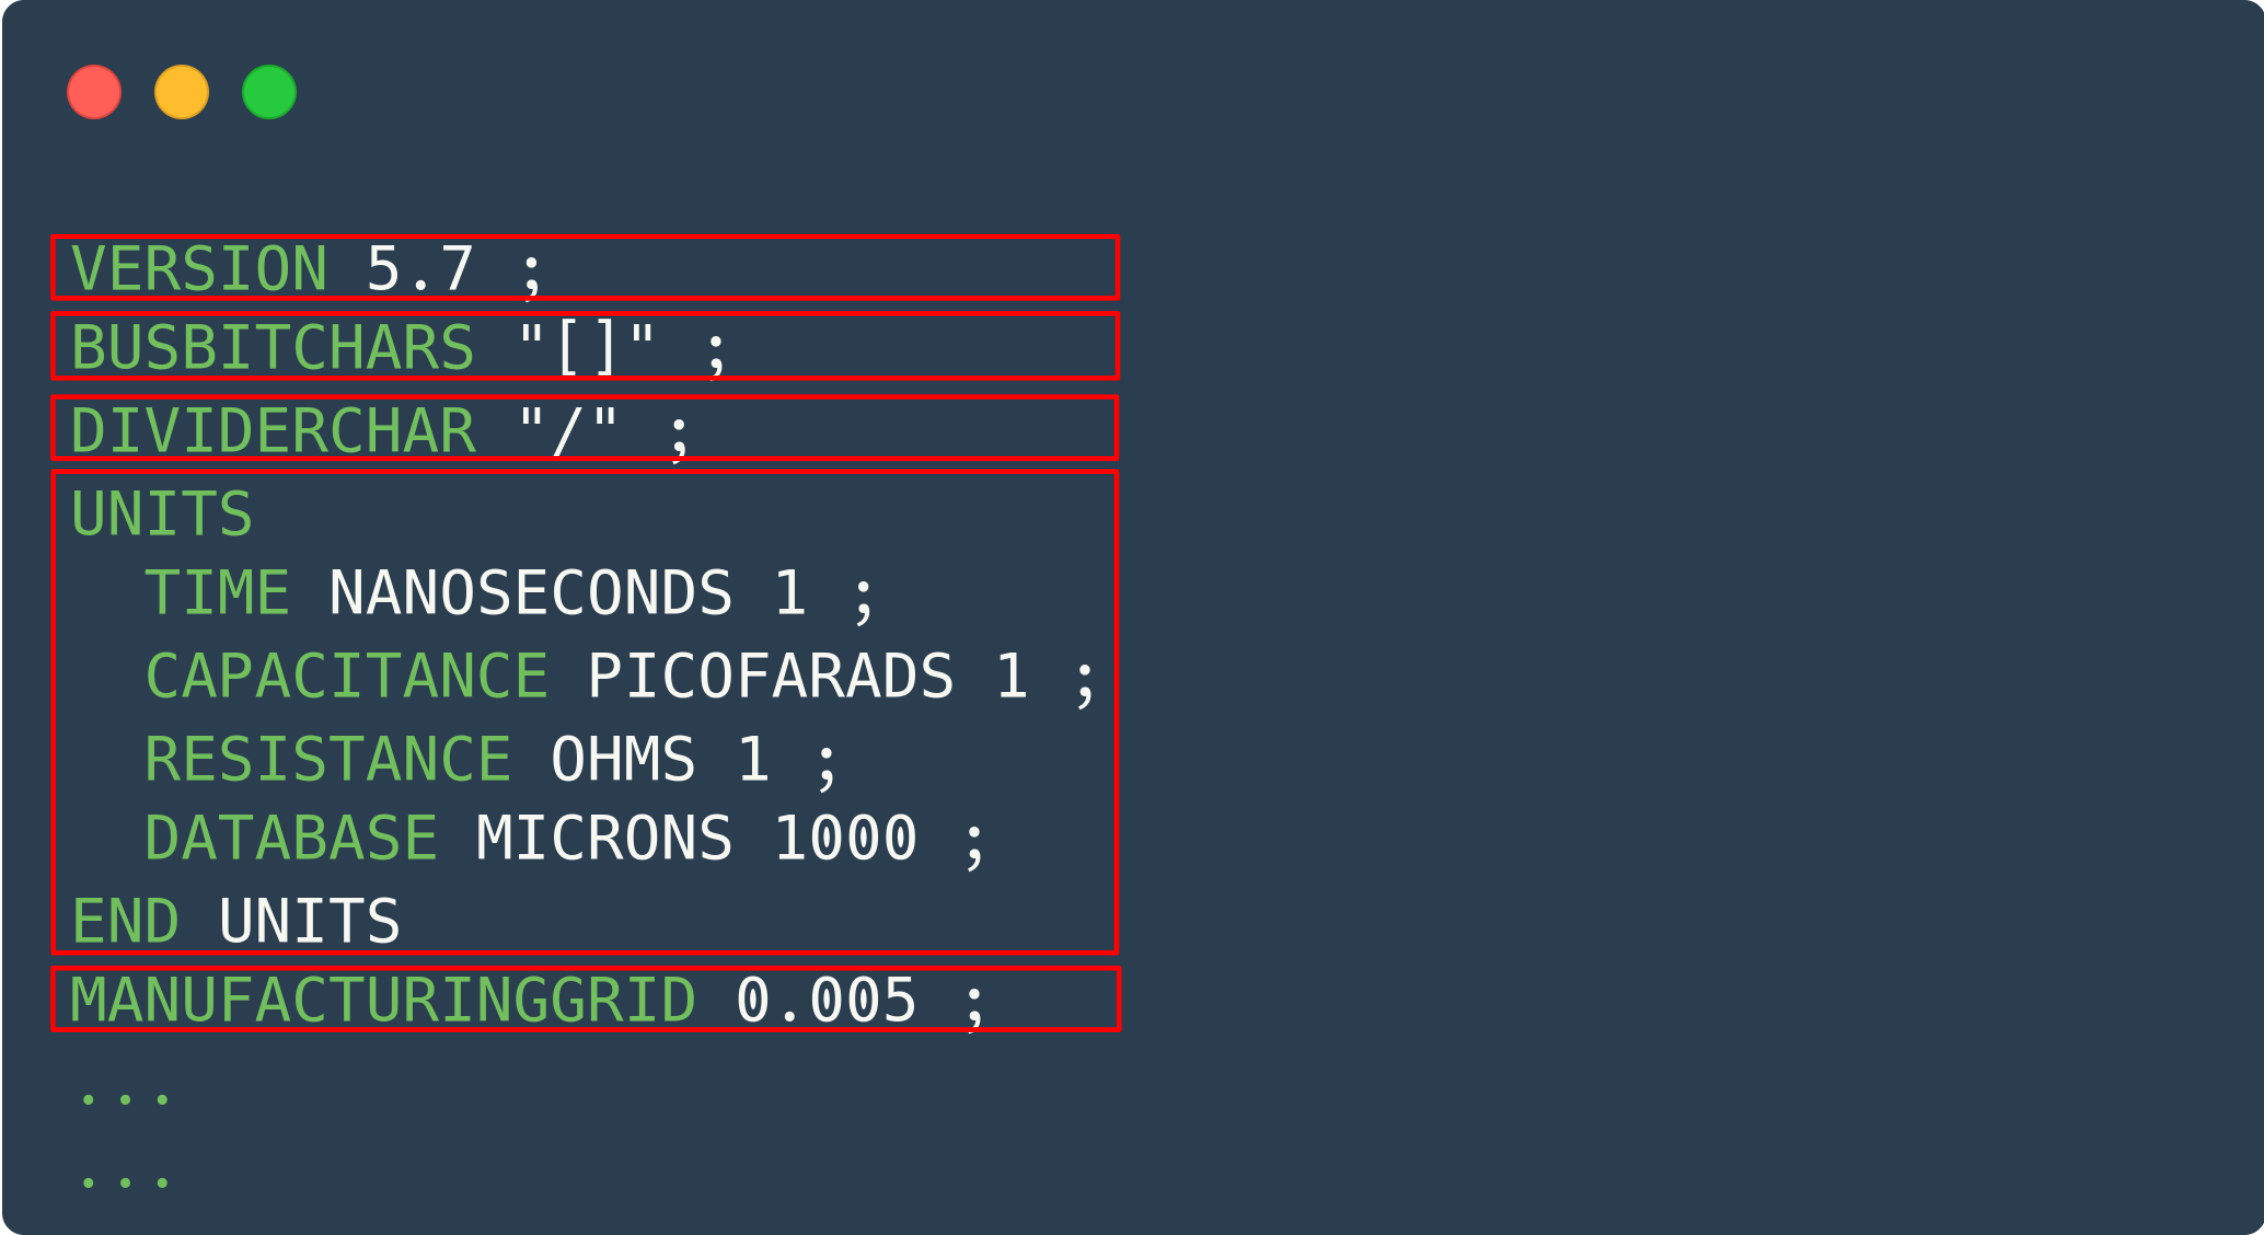 VERSION 5.7 ;
BUSBITCHARS "[]" ;
DIVIDERCHAR "/" ;
UNITS
  TIME NANOSECONDS 1 ;
  CAPACITANCE PICOFARADS 1 ;
  RESISTANCE OHMS 1 ;
  DATABASE MICRONS 1000 ;
END UNITS
MANUFACTURINGGRID 0.005 ;
...
...